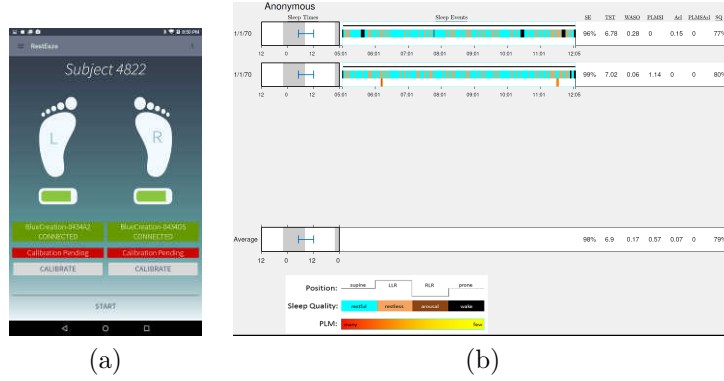 9:59 PM
RestEaze
Subject 4822
L R
BlueCreation-0434A2
CONNECTED
BlueCreation-0434D5
CONNECTED
Calibration Pending Calibration Pending
CALIBRATE CALIBRATE
START
(a)
Anonymous
Sleep Times Sleep Events SE TST WASO PLMSI ArI PLMSArI SQ
1/1/70 96% 6.78 0.28 0 0.15 0 77%
12 0 12 05:01 06:01 07:01 08:01 09:01 10:01 11:01 12:05
1/1/70 99% 7.02 0.06 1.14 0 0 80%
12 0 12 05:01 06:01 07:01 08:01 09:01 10:01 11:01 12:05
Average 98% 6.9 0.17 0.57 0.07 0 79%
12 0 12 0
Position: supine LLR RLR prone
Sleep Quality: restful restless arousal wake
PLM: many few
(b)